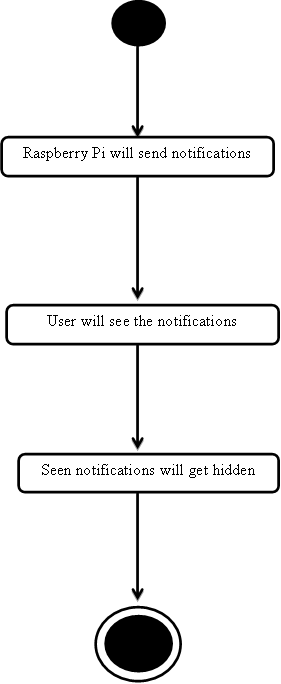 Raspberry Pi will send notifications
User will see the notifications
Seen notifications will get hidden